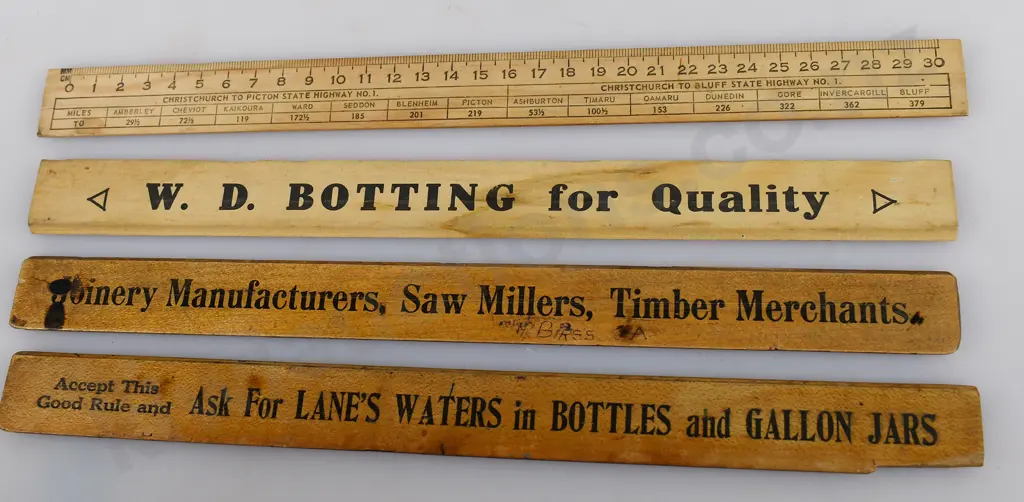 MM
CM
0 1 2 3 4 5 6 7 8 9 10 11 12 13 14 15 16 17 18 19 20 21 22 23 24 25 26 27 28 29 30
CHRISTCHURCH TO PICTON STATE HIGHWAY NO.1. CHRISTCHURCH TO BLUFF STATE HIGHWAY NO. 1.
MILES AMBERLEY CHEVIOT KAIKOURA WARD SEDDON BLENHEIM PICTON ASHBURTON TIMARU OAMARU DUNEDIN GORE INVERCARGILL BLUFF
TO 29½ 72½ 119 172½ 185 201 219 53½ 100½ 153 226 322 362 379
W. D. BOTTING for Quality
Joinery Manufacturers, Saw Millers, Timber Merchants.
Accept This
Good Rule and
Ask For LANE'S WATERS in BOTTLES and GALLON JARS